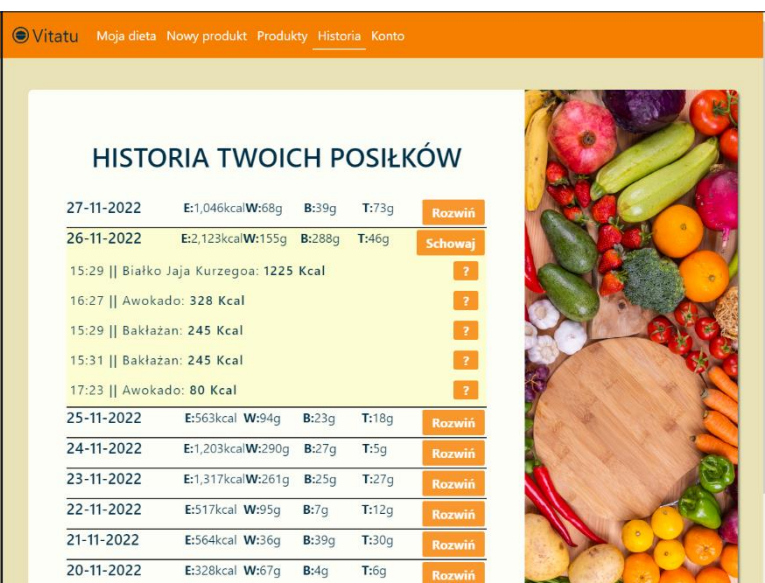 Vitatu Moja dieta Nowy produkt Produkty Historia Konto
HISTORIA TWOICH POSIŁKÓW
27-11-2022 E:1,046kcalW:68g B:39g T:73g Rozwiń
26-11-2022 E:2,123kcalW:155g B:288g T:46g Schowaj
15:29 || Białko Jaja Kurzegoa: 1225 Kcal ?
16:27 || Awokado: 328 Kcal ?
15:29 || Bakłażan: 245 Kcal ?
15:31 || Bakłażan: 245 Kcal ?
17:23 || Awokado: 80 Kcal ?
25-11-2022 E:563kcal W:94g B:23g T:18g Rozwiń
24-11-2022 E:1,203kcalW:290g B:27g T:5g Rozwiń
23-11-2022 E:1,317kcalW:261g B:25g T:27g Rozwiń
22-11-2022 E:517kcal W:95g B:7g T:12g Rozwiń
21-11-2022 E:564kcal W:36g B:39g T:30g Rozwiń
20-11-2022 E:328kcal W:67g B:4g T:6g Rozwiń